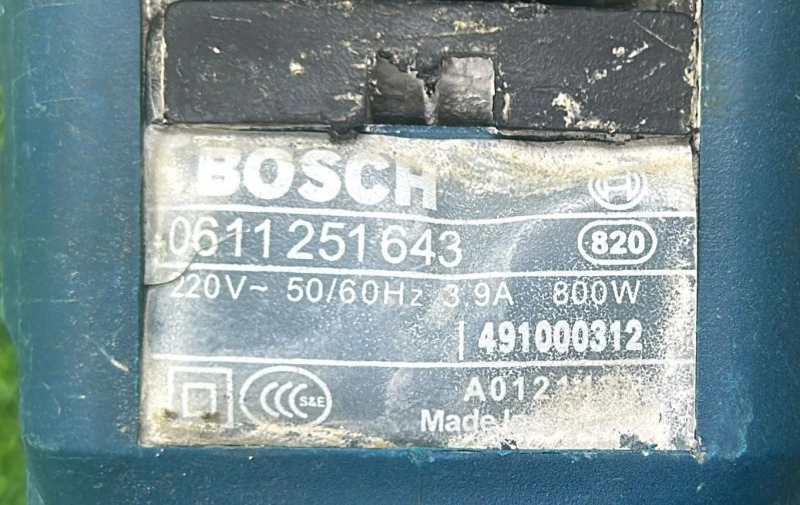 BOSCH
0611 251 643 820
220V~ 50/60Hz 3,9A 800W
491000312
S&E
Made